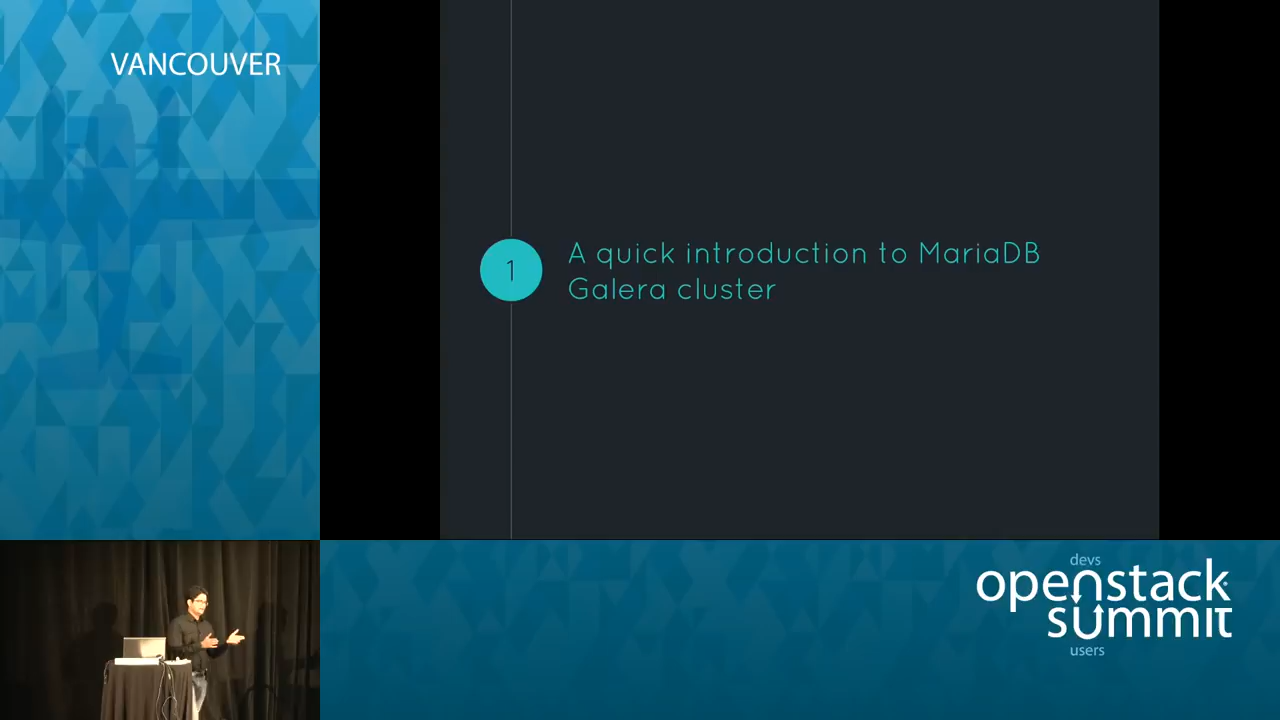 VANCOUVER
1
A quick introduction to MariaDB
Galera cluster
devs
openstack
summit
users